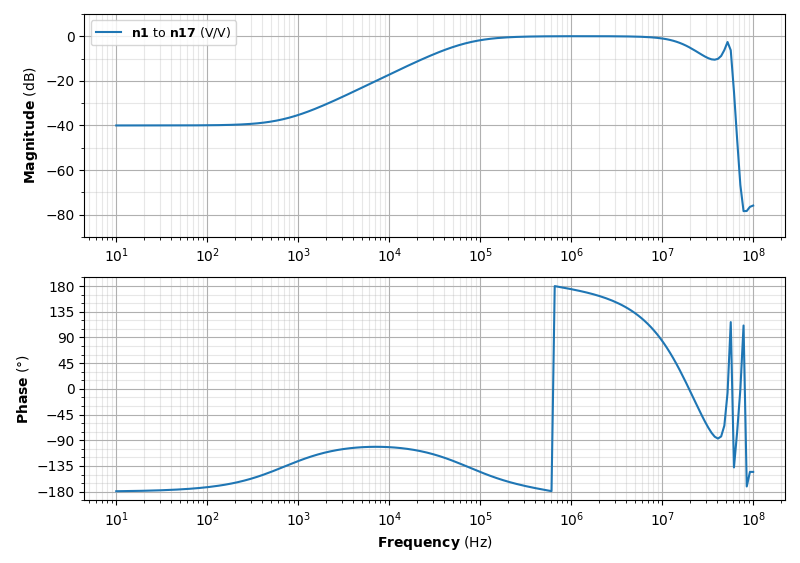 n1 to n17 (V/V)
Magnitude (dB)
0
−20
−40
−60
−80
10¹ 10² 10³ 10⁴ 10⁵ 10⁶ 10⁷ 10⁸
Phase (°)
180
135
90
45
0
−45
−90
−135
−180
10¹ 10² 10³ 10⁴ 10⁵ 10⁶ 10⁷ 10⁸
Frequency (Hz)